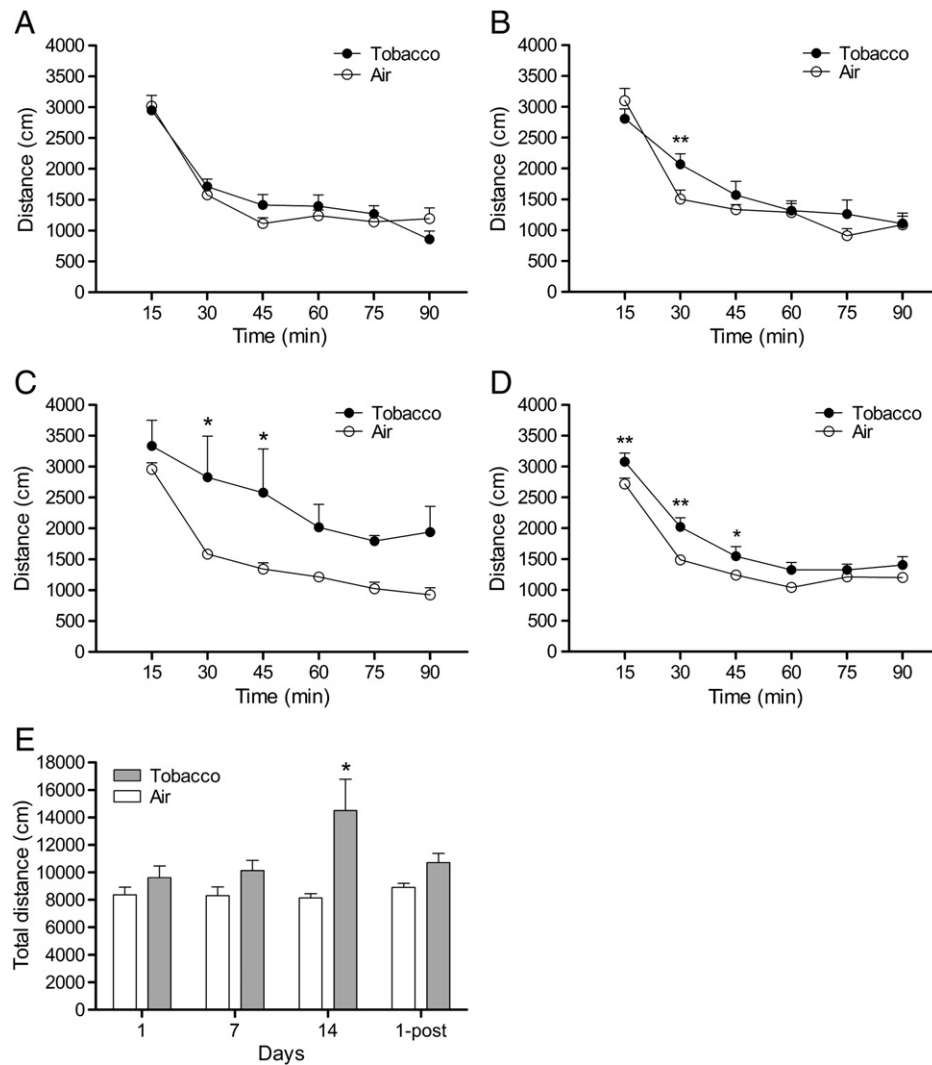 A
B
4000
3500
3000
2500
2000
1500
1000
500
0
Distance (cm)
Tobacco
Air
15 30 45 60 75 90
Time (min)
4000
3500
3000
2500
2000
1500
1000
500
0
Distance (cm)
Tobacco
Air
**
15 30 45 60 75 90
Time (min)
C
D
4000
3500
3000
2500
2000
1500
1000
500
0
Distance (cm)
Tobacco
Air
* *
15 30 45 60 75 90
Time (min)
4000
3500
3000
2500
2000
1500
1000
500
0
Distance (cm)
Tobacco
Air
**
**
*
15 30 45 60 75 90
Time (min)
E
18000
16000
14000
12000
10000
8000
6000
4000
2000
0
Total distance (cm)
Tobacco
Air
*
1 7 14 1-post
Days